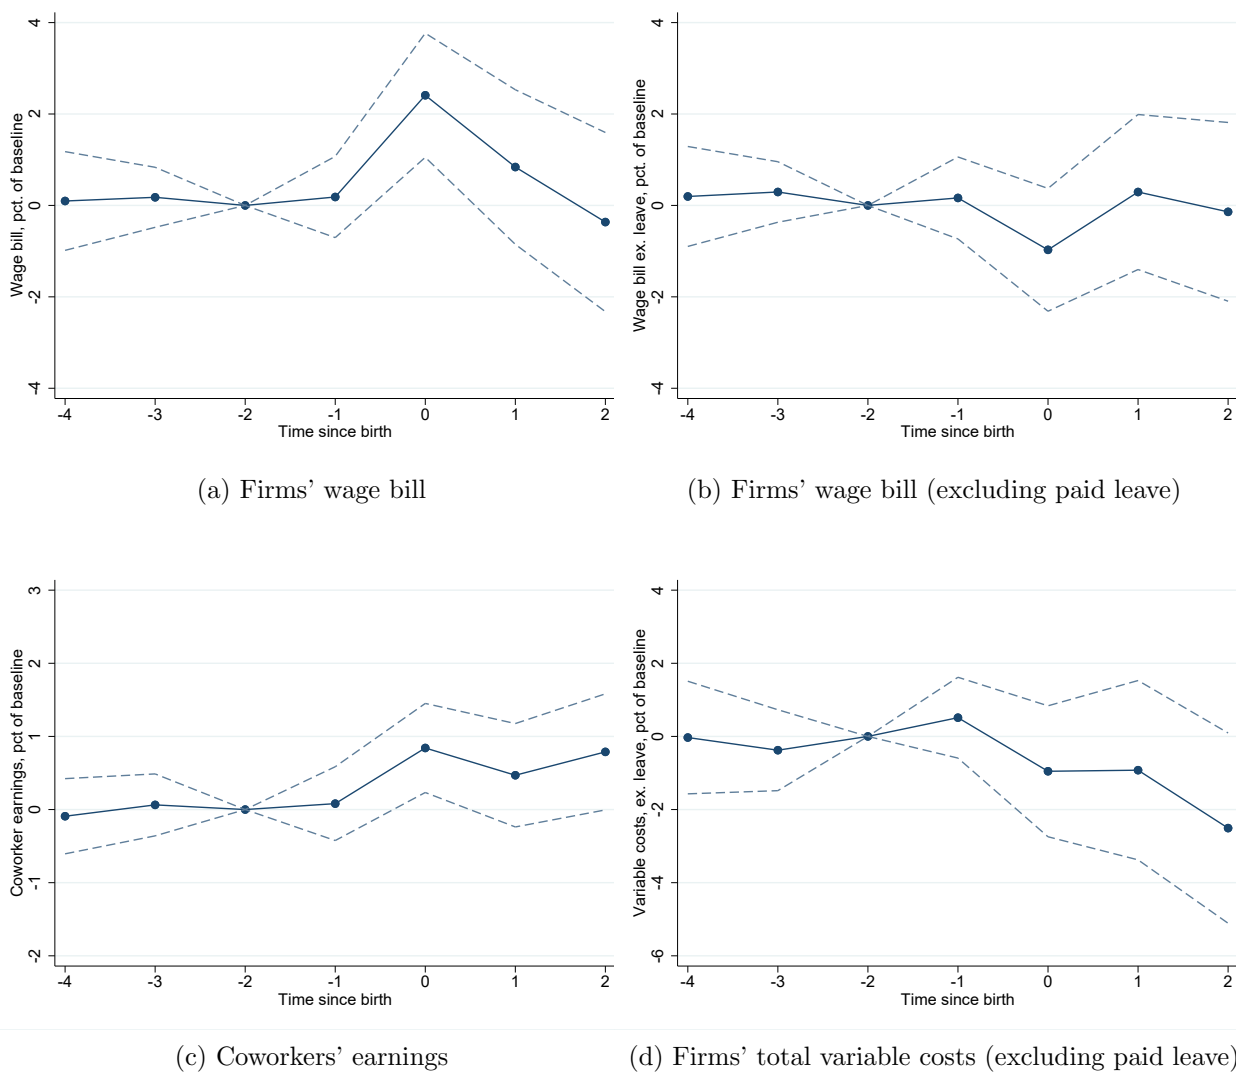 Wage bill, pct. of baseline
4
2
0
-2
-4
-4 -3 -2 -1 0 1 2
Time since birth
(a) Firms' wage bill
Wage bill ex. leave, pct. of baseline
4
2
0
-2
-4
-4 -3 -2 -1 0 1 2
Time since birth
(b) Firms' wage bill (excluding paid leave)
Coworker earnings, pct of baseline
3
2
1
0
-1
-2
-4 -3 -2 -1 0 1 2
Time since birth
(c) Coworkers' earnings
Variable costs, ex. leave, pct of baseline
4
2
0
-2
-4
-6
-4 -3 -2 -1 0 1 2
Time since birth
(d) Firms' total variable costs (excluding paid leave)